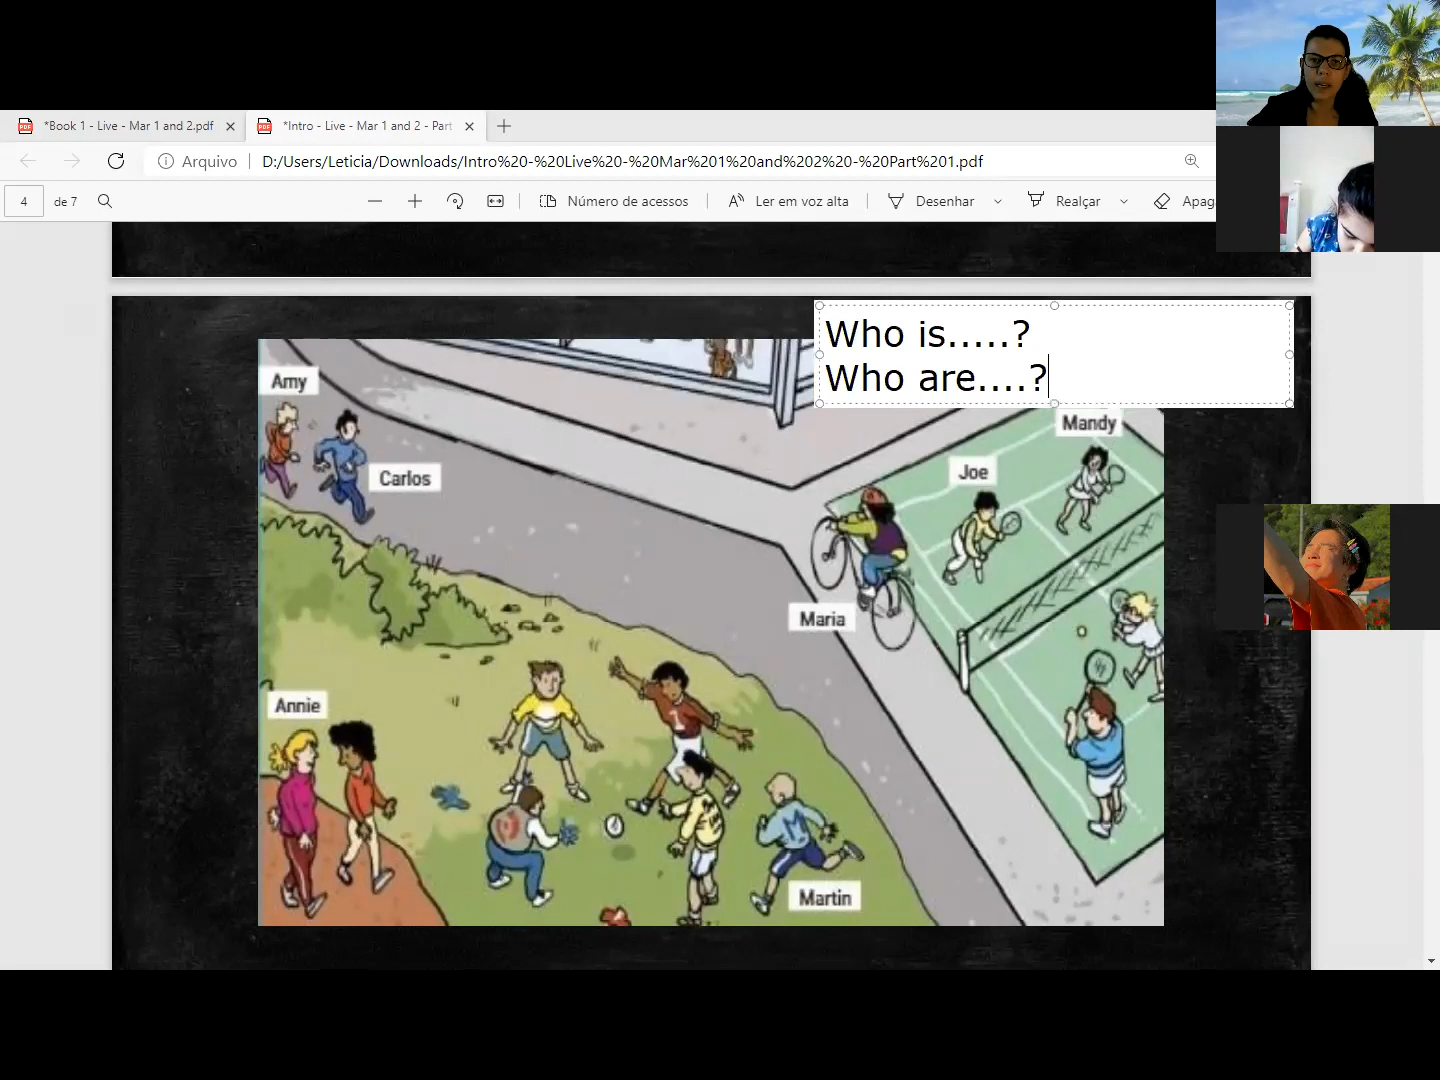 *Book 1 - Live - Mar 1 and 2.pdf
*Intro - Live - Mar 1 and 2 - Part
Arquivo
D:/Users/Leticia/Downloads/Intro%20-%20Live%20-%20Mar%201%20and%202%20-%20Part%201.pdf
4
de 7
Número de acessos
Ler em voz alta
Desenhar
Realçar
Apag
Who is.....?
Who are....?
Amy
Carlos
Mandy
Joe
Maria
Annie
Martin